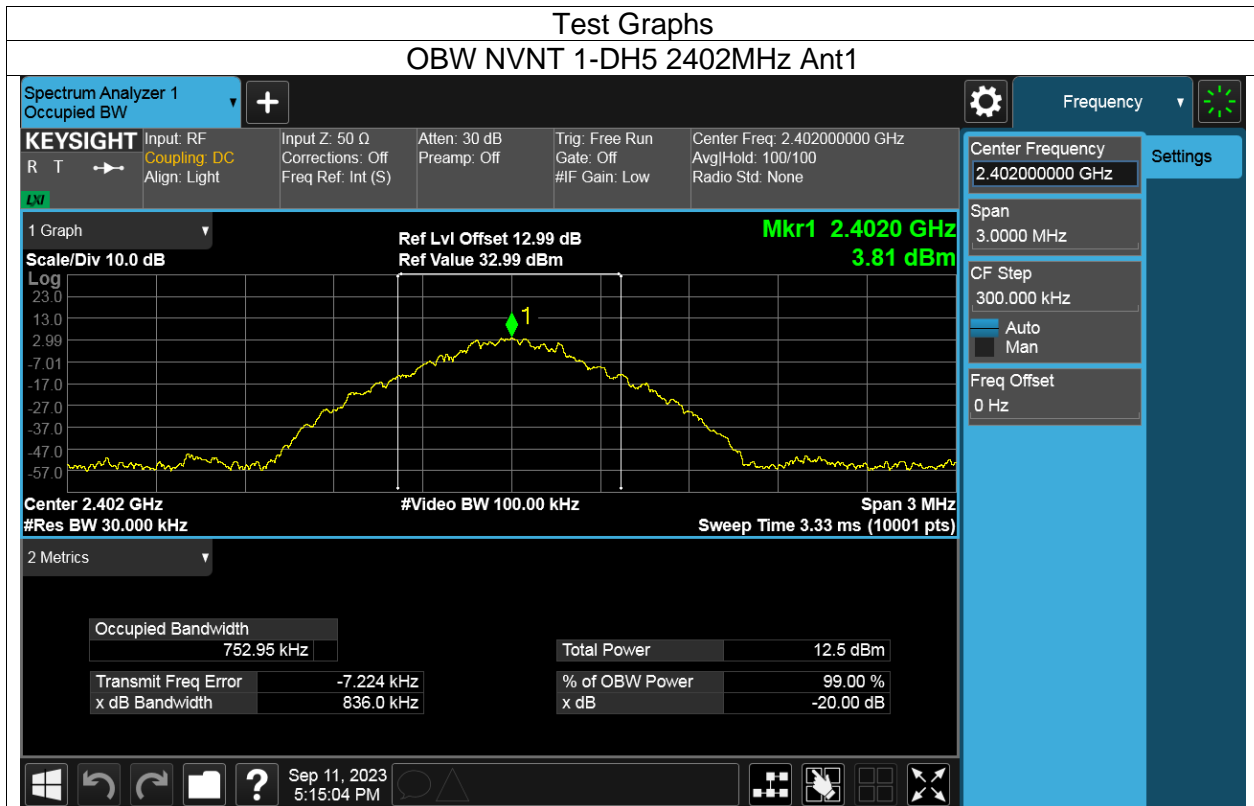 Test Graphs
OBW NVNT 1-DH5 2402MHz Ant1
Spectrum Analyzer 1
Occupied BW
Frequency
KEYSIGHT
R T
LXI
Input: RF
Coupling: DC
Align: Light
Input Z: 50 Ω
Corrections: Off
Freq Ref: Int (S)
Atten: 30 dB
Preamp: Off
Trig: Free Run
Gate: Off
#IF Gain: Low
Center Freq: 2.402000000 GHz
Avg|Hold: 100/100
Radio Std: None
Center Frequency
2.402000000 GHz
Settings
Span
3.0000 MHz
CF Step
300.000 kHz
Auto
Man
Freq Offset
0 Hz
1 Graph
Scale/Div 10.0 dB
Ref Lvl Offset 12.99 dB
Ref Value 32.99 dBm
Mkr1 2.4020 GHz
3.81 dBm
Log
23.0
13.0
2.99
-7.01
-17.0
-27.0
-37.0
-47.0
-57.0
1
Center 2.402 GHz
#Video BW 100.00 kHz
Span 3 MHz
#Res BW 30.000 kHz
Sweep Time 3.33 ms (10001 pts)
2 Metrics
Occupied Bandwidth
752.95 kHz
Total Power 12.5 dBm
Transmit Freq Error -7.224 kHz
% of OBW Power 99.00 %
x dB Bandwidth 836.0 kHz
x dB -20.00 dB
?
Sep 11, 2023
5:15:04 PM